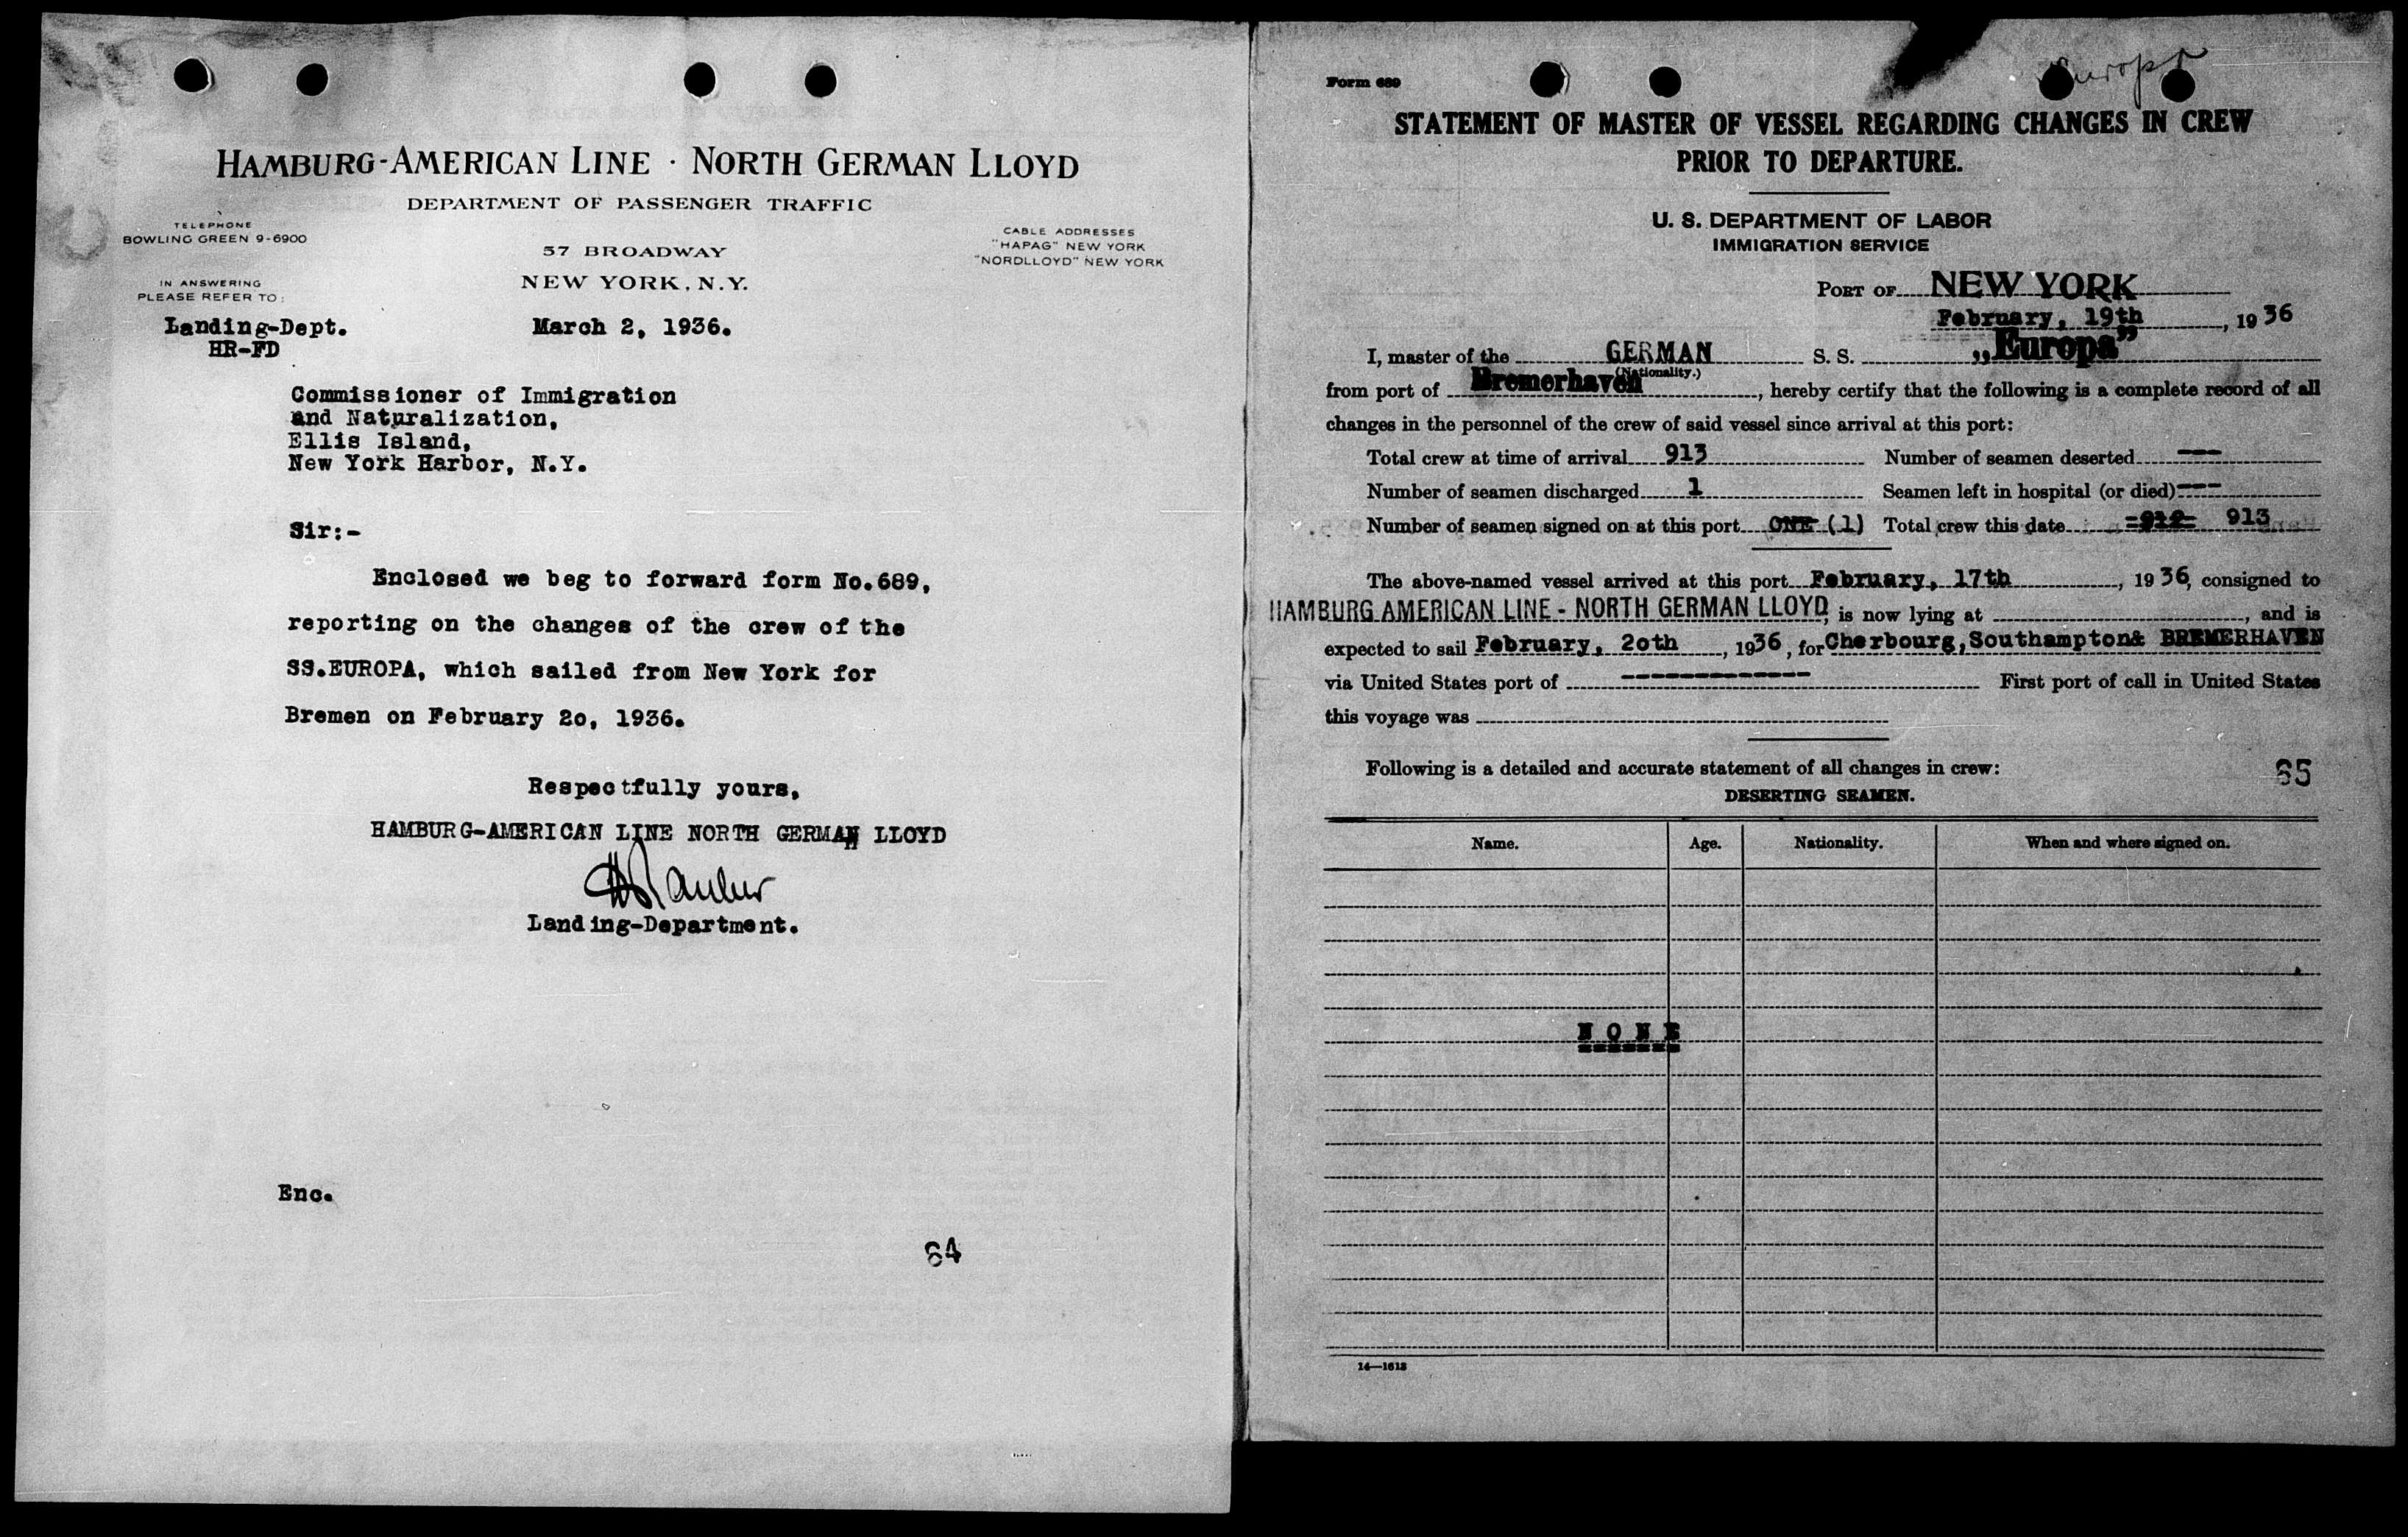 HAMBURG-AMERICAN LINE · NORTH GERMAN LLOYD
DEPARTMENT OF PASSENGER TRAFFIC
TELEPHONE
BOWLING GREEN 9-6900
57 BROADWAY
NEW YORK, N.Y.
CABLE ADDRESSES
"HAPAG" NEW YORK
"NORDLLOYD" NEW YORK
IN ANSWERING
PLEASE REFER TO:
Landing-Dept.
HR-FD
March 2, 1936.
Commissioner of Immigration
and Naturalization,
Ellis Island,
New York Harbor, N.Y.
Sir:-
Enclosed we beg to forward form No.689,
reporting on the changes of the crew of the
SS.EUROPA, which sailed from New York for
Bremen on February 2o, 1936.
Respectfully yours,
HAMBURG-AMERICAN LINE NORTH GERMAN LLOYD
Landing-Department.
Enc.
64
Form 689
Europa
STATEMENT OF MASTER OF VESSEL REGARDING CHANGES IN CREW
PRIOR TO DEPARTURE.
U. S. DEPARTMENT OF LABOR
IMMIGRATION SERVICE
PORT OF NEW YORK
February, 19th, 1936
I, master of the GERMAN S. S. „Europa”
(Nationality.)
from port of Bremerhaven, hereby certify that the following is a complete record of all
changes in the personnel of the crew of said vessel since arrival at this port:
Total crew at time of arrival 913 Number of seamen deserted ---
Number of seamen discharged 1 Seamen left in hospital (or died) ---
Number of seamen signed on at this port ONE (1) Total crew this date =912= 913
The above-named vessel arrived at this port February, 17th, 1936, consigned to
HAMBURG AMERICAN LINE - NORTH GERMAN LLOYD, is now lying at , and is
expected to sail February, 2oth, 1936, for Cherbourg,Southampton& BREMERHAVEN
via United States port of ------------- First port of call in United States
this voyage was
Following is a detailed and accurate statement of all changes in crew:
65
DESERTING SEAMEN.
Name. Age. Nationality. When and where signed on.
N O N E
14—1613